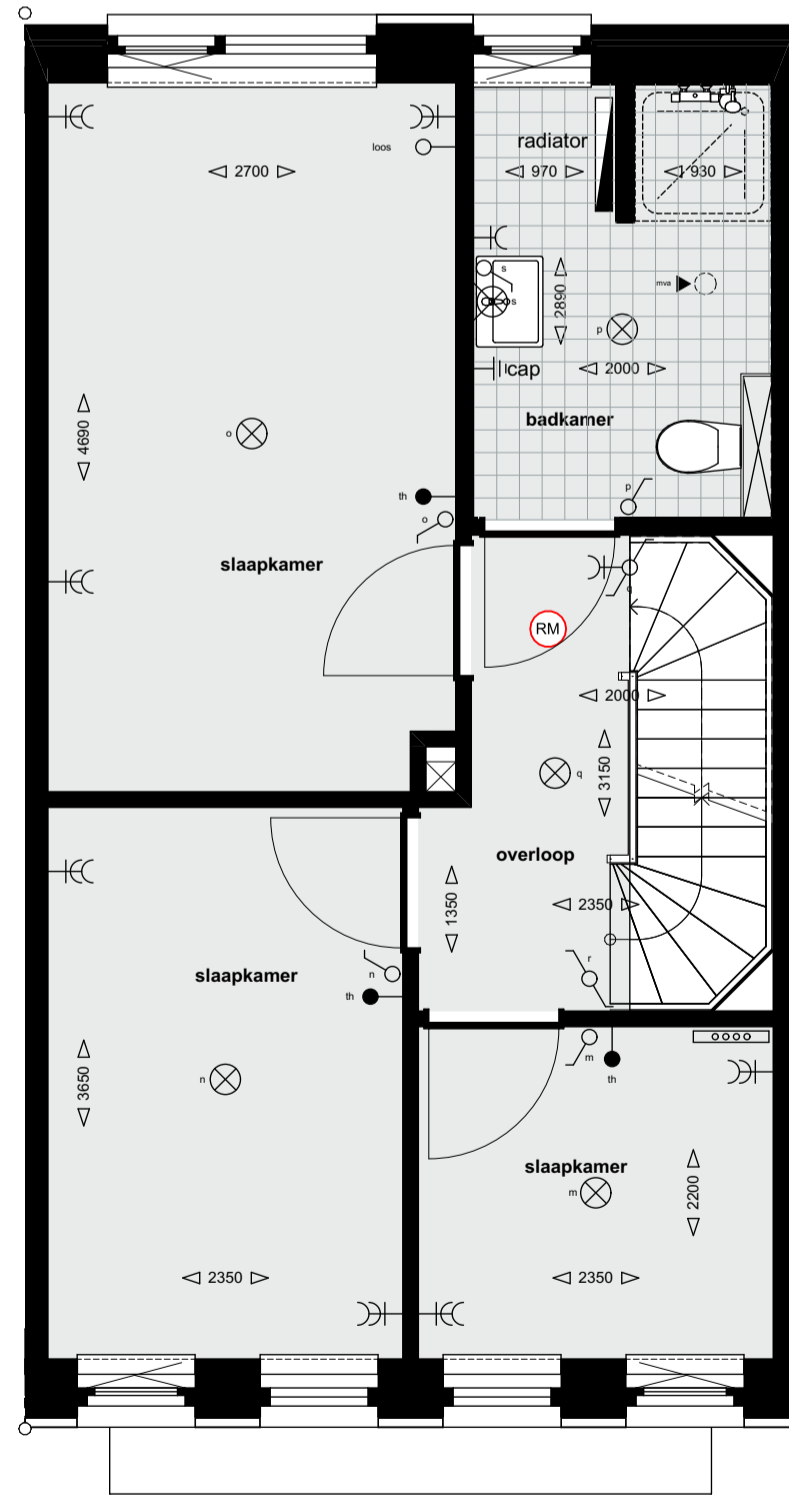 radiator
loos
2700
970
930
s
s
mva
2890
p
cap
2000
badkamer
o
4690
th
p
o
slaapkamer
q
RM
2000
q
3150
overloop
1350
2350
slaapkamer
n
r
th
m
th
n
3650
slaapkamer
m
2200
2350
2350